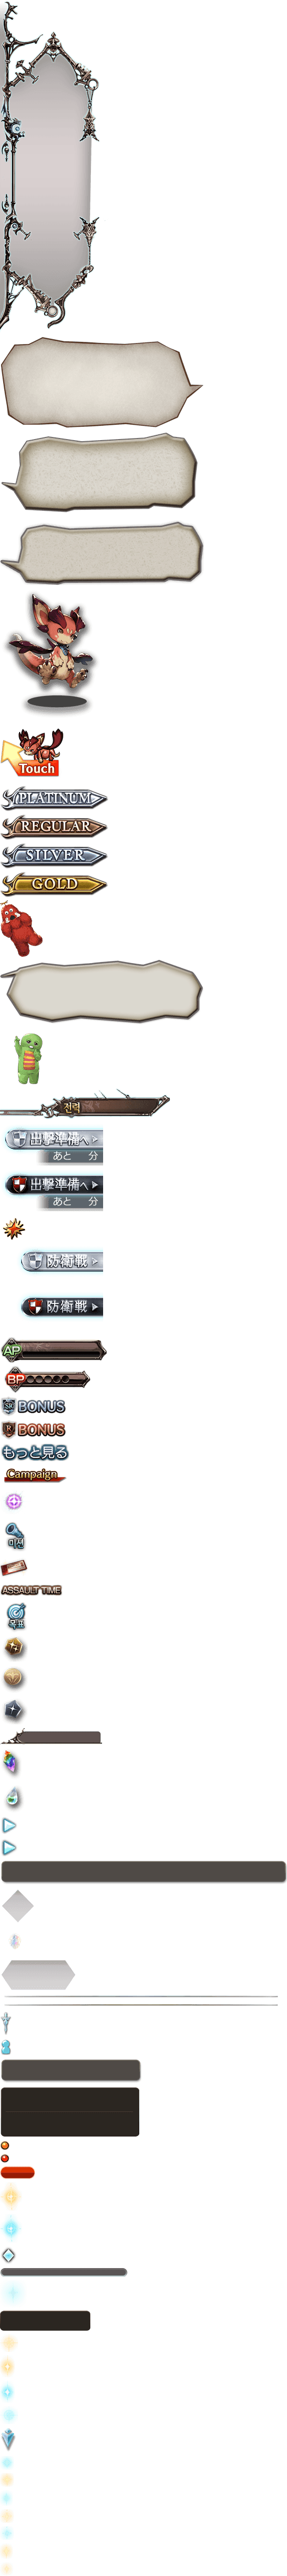 Touch
PLATINUM
REGULAR
SILVER
GOLD
전력
出撃準備へ
あと 分
出撃準備へ
あと 分
防衛戦
防衛戦
AP
BP
SR BONUS
R BONUS
もっと見る
Campaign
미션
ASSAULT TIME
목표